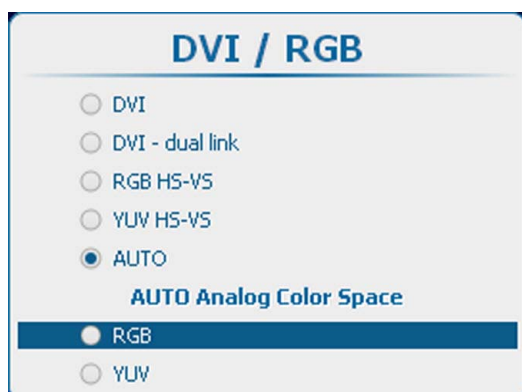 DVI / RGB
DVI
DVI - dual link
RGB HS-VS
YUV HS-VS
AUTO
AUTO Analog Color Space
RGB
YUV